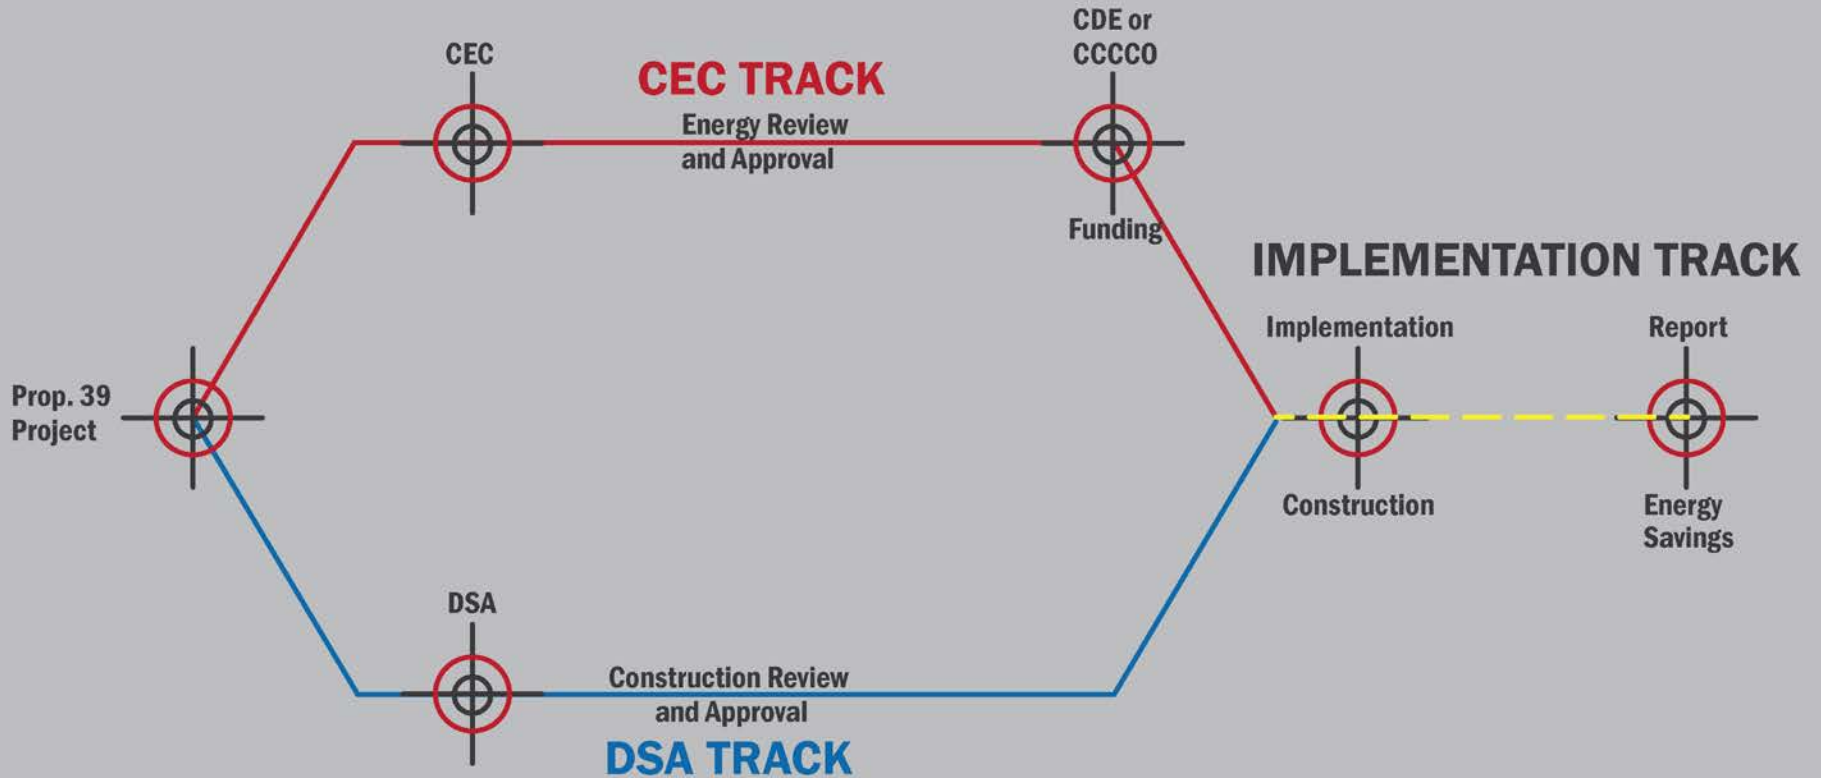 CDE or
CCCCO
CEC
CEC TRACK
Energy Review
and Approval
Funding
IMPLEMENTATION TRACK
Implementation
Report
Prop. 39
Project
Construction
Energy
Savings
DSA
Construction Review
and Approval
DSA TRACK